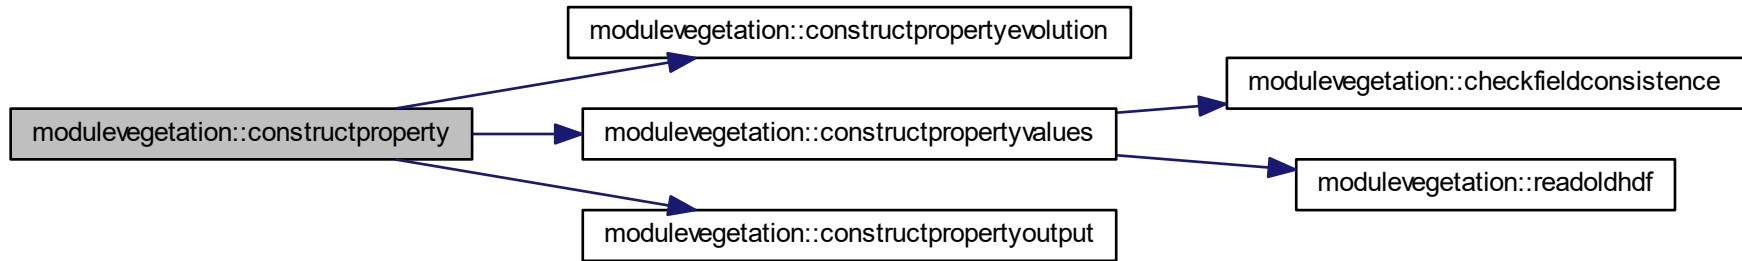 modulevegetation::constructpropertyevolution
modulevegetation::checkfieldconsistence
modulevegetation::constructproperty
modulevegetation::constructpropertyvalues
modulevegetation::readoldhdf
modulevegetation::constructpropertyoutput